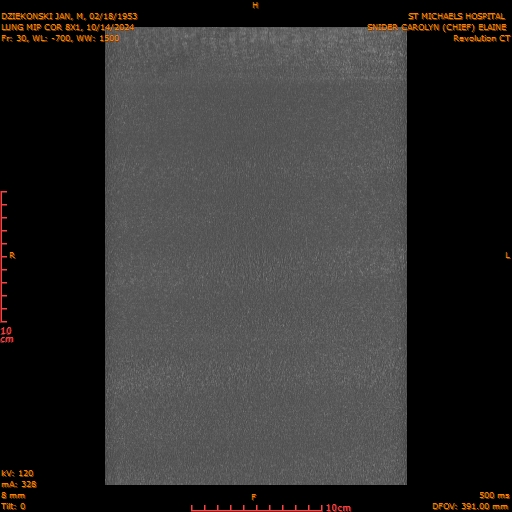 H
DZIEKONSKI JAN, M, 02/18/1953
LUNG MIP COR 8X1, 10/14/2024
Fr: 30, WL: -700, WW: 1500
ST MICHAELS HOSPITAL
SNIDER CAROLYN (CHIEF) ELAINE
Revolution CT
R
L
10
cm
kV: 120
mA: 328
8 mm
Tilt: 0
F
10cm
500 ms
DFOV: 391.00 mm